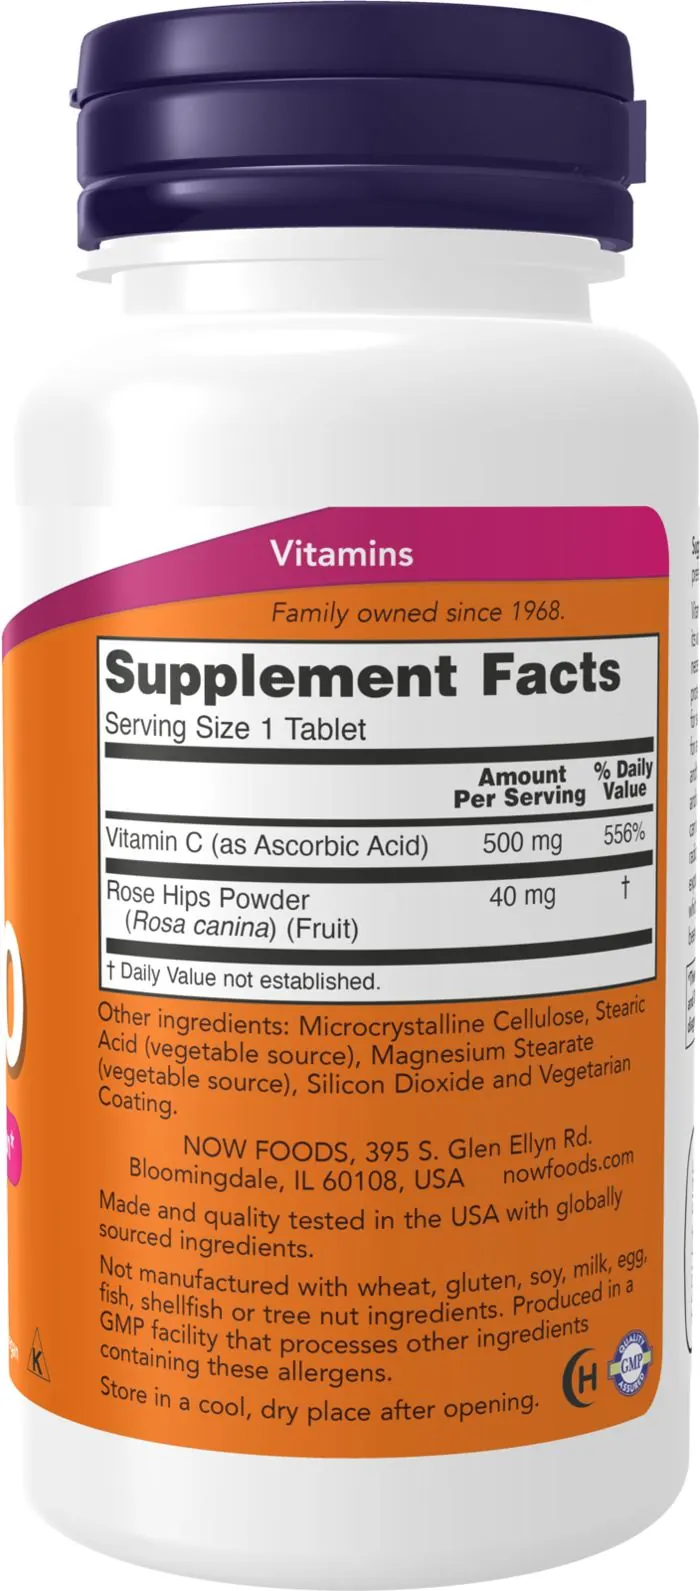 Vitamins
Family owned since 1968.
Supplement Facts
Serving Size 1 Tablet
Amount Per Serving
% Daily Value
Vitamin C (as Ascorbic Acid) 500 mg 556%
Rose Hips Powder 40 mg †
(Rosa canina) (Fruit)
† Daily Value not established.
Other ingredients: Microcrystalline Cellulose, Stearic
Acid (vegetable source), Magnesium Stearate
(vegetable source), Silicon Dioxide and Vegetarian
Coating.
NOW FOODS, 395 S. Glen Ellyn Rd.
Bloomingdale, IL 60108, USA nowfoods.com
Made and quality tested in the USA with globally
sourced ingredients.
Not manufactured with wheat, gluten, soy, milk, egg,
fish, shellfish or tree nut ingredients. Produced in a
GMP facility that processes other ingredients
containing these allergens.
Store in a cool, dry place after opening.
K
H
QUALITY
GMP
ASSURED